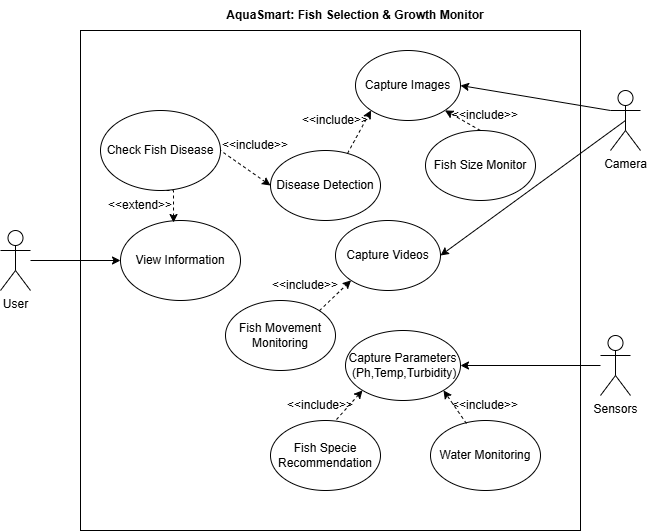 AquaSmart: Fish Selection & Growth Monitor
Capture Images
<<include>>
<<include>>
Check Fish Disease
<<include>>
Fish Size Monitor
Camera
Disease Detection
<<extend>>
View Information
Capture Videos
User
<<include>>
Fish Movement
Monitoring
Capture Parameters
(Ph,Temp,Turbidity)
Sensors
<<include>>
<<include>>
Fish Specie
Recommendation
Water Monitoring